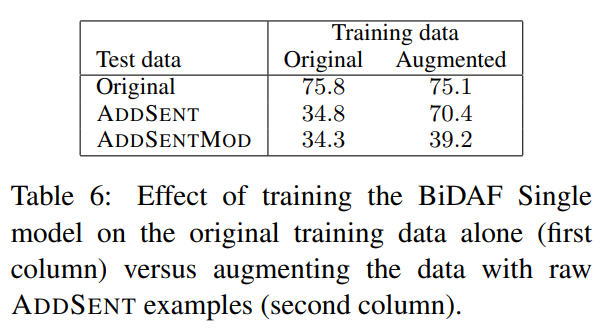 Training data
Test data Original Augmented
Original 75.8 75.1
ADDSENT 34.8 70.4
ADDSENTMOD 34.3 39.2
Table 6: Effect of training the BiDAF Single
model on the original training data alone (first
column) versus augmenting the data with raw
ADDSENT examples (second column).